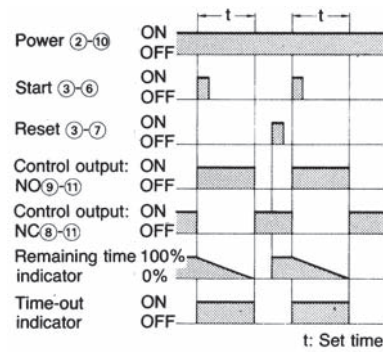 t t
Power ②-⑩ ON
OFF
Start ③-⑥ ON
OFF
Reset ③-⑦ ON
OFF
Control output: ON
NO⑨-⑪ OFF
Control output: ON
NC⑧-⑪ OFF
Remaining time 100%
indicator 0%
Time-out ON
indicator OFF
t: Set time